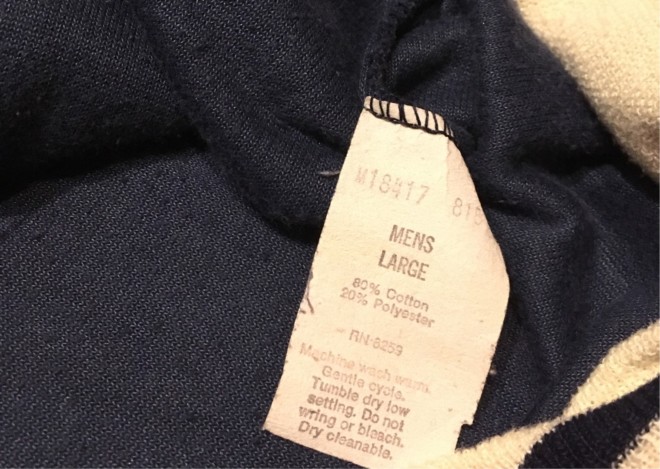 M18417 816
MENS
LARGE
80% Cotton
20% Polyester
RN-8259
Machine wash warm.
Gentle cycle.
Tumble dry low
setting. Do not
wring or bleach.
Dry cleanable.